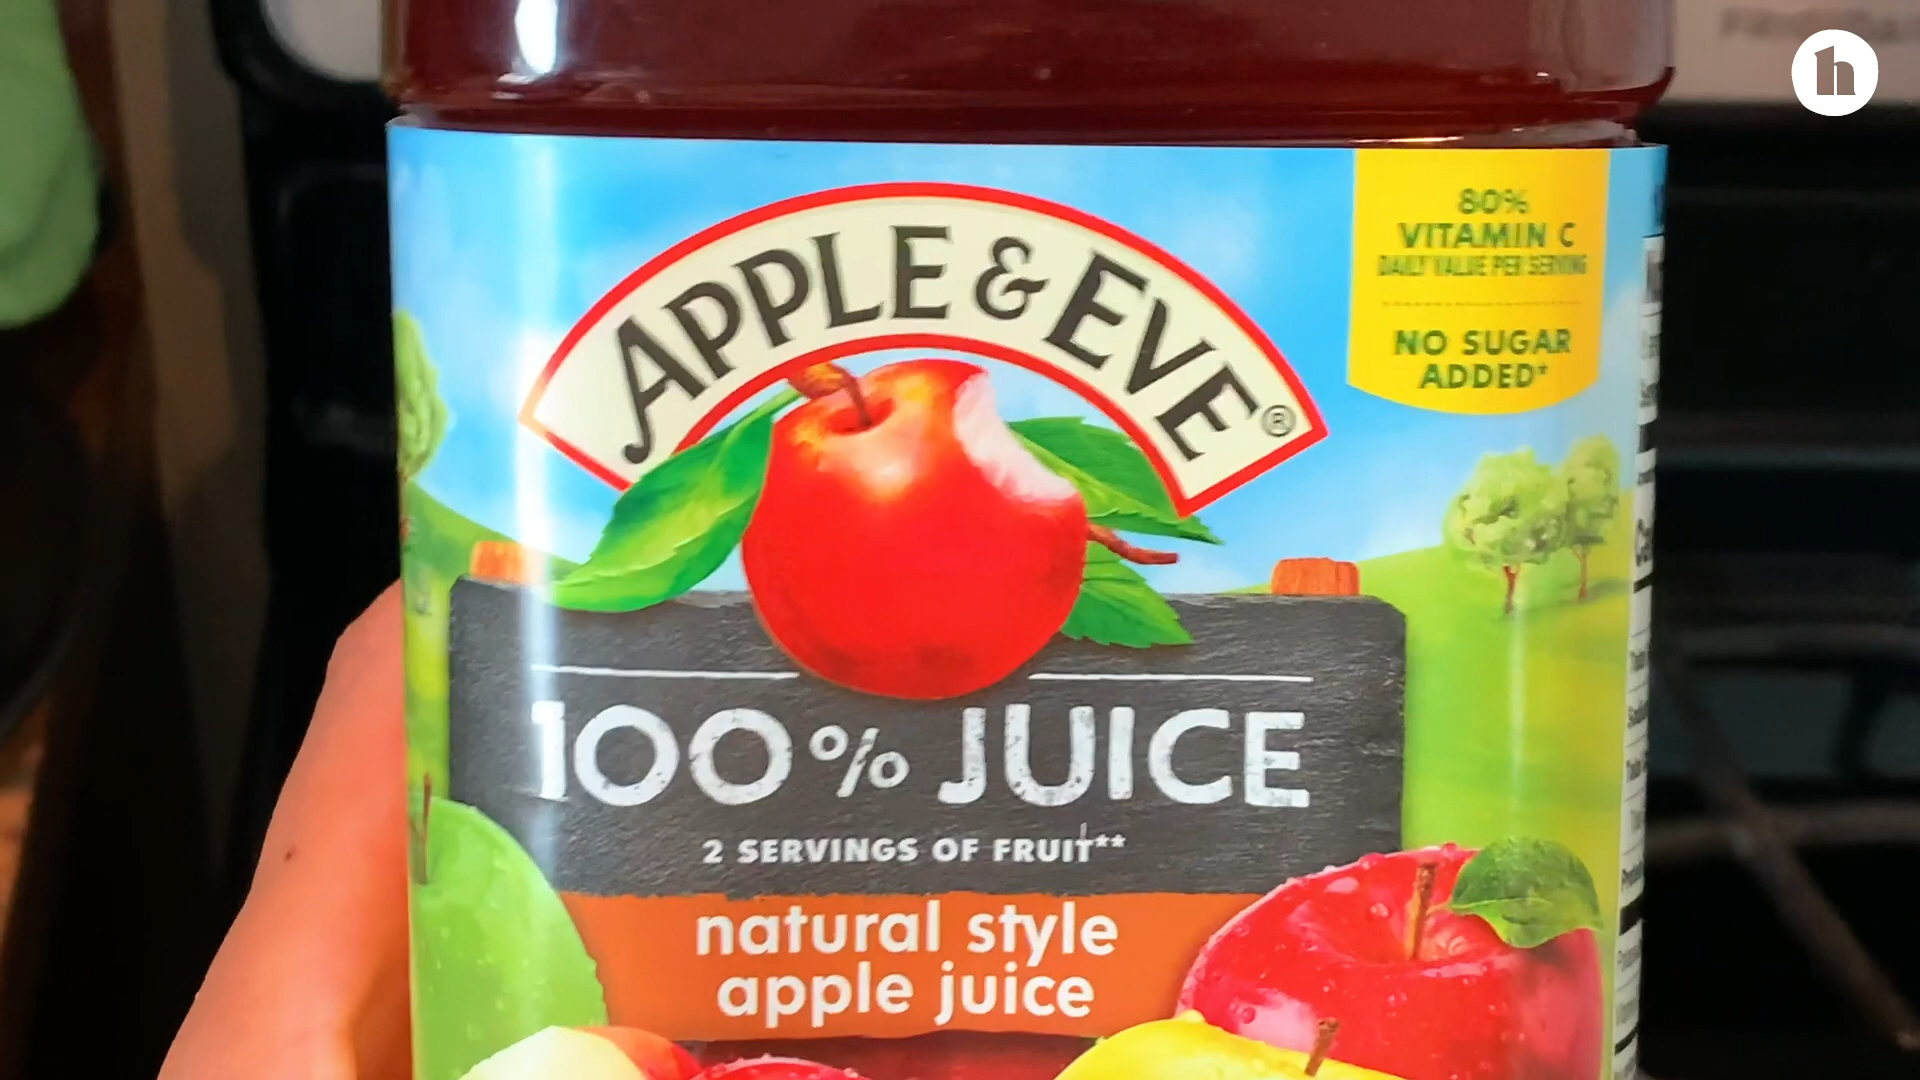 h
APPLE & EVE®
80%
VITAMIN C
DAILY VALUE PER SERVING
NO SUGAR
ADDED*
100% JUICE
2 SERVINGS OF FRUIT**
natural style
apple juice